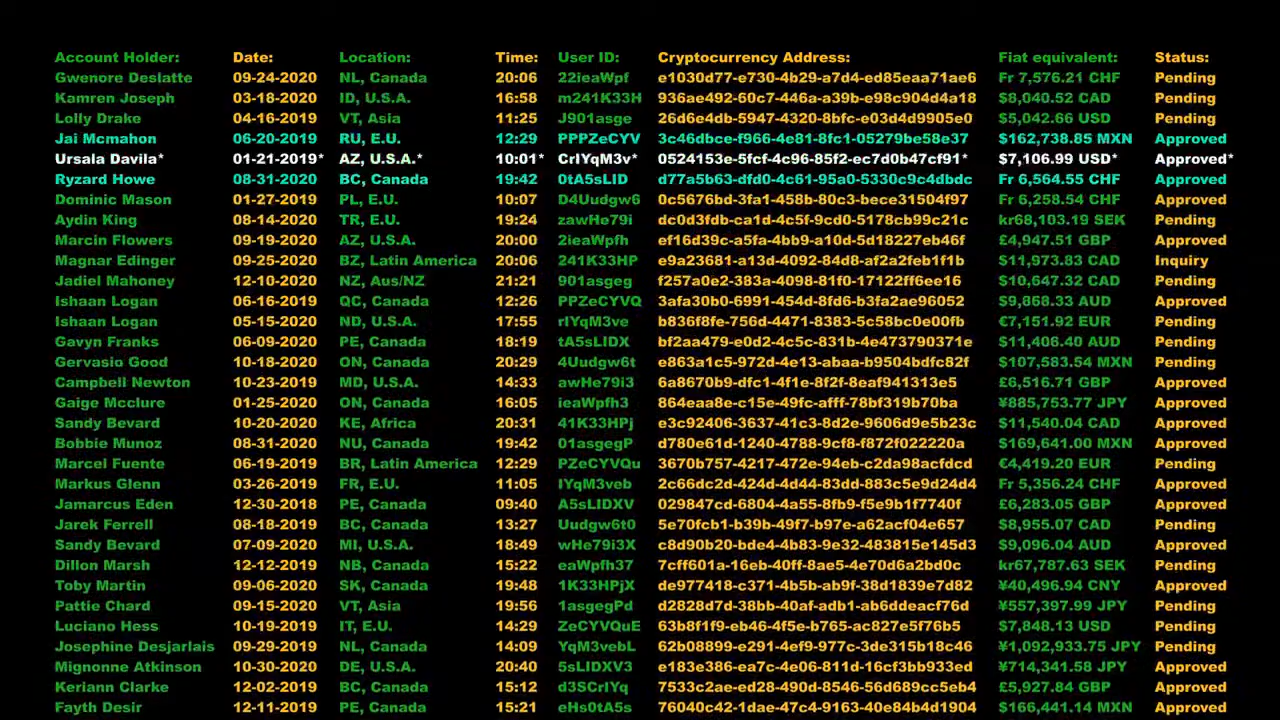 Account Holder: Date: Location: Time: User ID: Cryptocurrency Address: Fiat equivalent: Status:
Gwenore Deslatte 09-24-2020 NL, Canada 20:06 22ieaWpf e1030d77-e730-4b29-a7d4-ed85eaa71ae6 Fr 7,576.21 CHF Pending
Kamren Joseph 03-18-2020 ID, U.S.A. 16:58 m241K33H 936ae492-60c7-446a-a39b-e98c904d4a18 $8,040.52 CAD Pending
Lolly Drake 04-16-2019 VT, Asia 11:25 J901asge 26d6e4db-5947-4320-8bfc-e03d4d9905e0 $5,042.66 USD Pending
Jai Mcmahon 06-20-2019 RU, E.U. 12:29 PPPZeCYV 3c46dbce-f966-4e81-8fc1-05279be58e37 $162,738.85 MXN Approved
Ursala Davila* 01-21-2019* AZ, U.S.A.* 10:01* CrIYqM3v* 0524153e-5fcf-4c96-85f2-ec7d0b47cf91* $7,106.99 USD* Approved*
Ryzard Howe 08-31-2020 BC, Canada 19:42 0tA5sLID d77a5b63-dfd0-4c61-95a0-5330c9c4dbdc Fr 6,564.55 CHF Approved
Dominic Mason 01-27-2019 PL, E.U. 10:07 D4Uudgw6 0c5676bd-3fa1-458b-80c3-bece31504f97 Fr 6,258.54 CHF Approved
Aydin King 08-14-2020 TR, E.U. 19:24 zawHe79i dc0d3fdb-ca1d-4c5f-9cd0-5178cb99c21c kr68,103.19 SEK Pending
Marcin Flowers 09-19-2020 AZ, U.S.A. 20:00 2ieaWpfh ef16d39c-a5fa-4bb9-a10d-5d18227eb46f £4,947.51 GBP Approved
Magnar Edinger 09-25-2020 BZ, Latin America 20:06 241K33HP e9a23681-a13d-4092-84d8-af2a2feb1f1b $11,973.83 CAD Inquiry
Jadiel Mahoney 12-10-2020 NZ, Aus/NZ 21:21 901asgeg f257a0e2-383a-4098-81f0-17122ff6ee16 $10,647.32 CAD Pending
Ishaan Logan 06-16-2019 QC, Canada 12:26 PPZeCYVQ 3afa30b0-6991-454d-8fd6-b3fa2ae96052 $9,868.33 AUD Approved
Ishaan Logan 05-15-2020 ND, U.S.A. 17:55 rIYqM3ve b836f8fe-756d-4471-8383-5c58bc0e00fb €7,151.92 EUR Pending
Gavyn Franks 06-09-2020 PE, Canada 18:19 tA5sLIDX bf2aa479-e0d2-4c5c-831b-4e473790371e $11,406.40 AUD Pending
Gervasio Good 10-18-2020 ON, Canada 20:29 4Uudgw6t e863a1c5-972d-4e13-abaa-b9504bdfc82f $107,583.54 MXN Pending
Campbell Newton 10-23-2019 MD, U.S.A. 14:33 awHe79i3 6a8670b9-dfc1-4f1e-8f2f-8eaf941313e5 £6,516.71 GBP Approved
Gaige Mcclure 01-25-2020 ON, Canada 16:05 ieaWpfh3 864eaa8e-c15e-49fc-afff-78bf319b70ba ¥885,753.77 JPY Approved
Sandy Bevard 10-20-2020 KE, Africa 20:31 41K33HPj e3c92406-3637-41c3-8d2e-9606d9e5b23c $11,540.04 CAD Approved
Bobbie Munoz 08-31-2020 NU, Canada 19:42 01asgegP d780e61d-1240-4788-9cf8-f872f022220a $169,641.00 MXN Approved
Marcel Fuente 06-19-2019 BR, Latin America 12:29 PZeCYVQu 3670b757-4217-472e-94eb-c2da98acfdcd €4,419.20 EUR Pending
Markus Glenn 03-26-2019 FR, E.U. 11:05 IYqM3veb 2c66dc2d-424d-4d44-83dd-883c5e9d24d4 Fr 5,356.24 CHF Approved
Jamarcus Eden 12-30-2018 PE, Canada 09:40 A5sLIDXV 029847cd-6804-4a55-8fb9-f5e9b1f7740f £6,283.05 GBP Approved
Jarek Ferrell 08-18-2019 BC, Canada 13:27 Uudgw6t0 5e70fcb1-b39b-49f7-b97e-a62acf04e657 $8,955.07 CAD Pending
Sandy Bevard 07-09-2020 MI, U.S.A. 18:49 wHe79i3X c8d90b20-bde4-4b83-9e32-483815e145d3 $9,096.04 AUD Approved
Dillon Marsh 12-12-2019 NB, Canada 15:22 eaWpfh37 7cff601a-16eb-40ff-8ae5-4e70d6a2bd0c kr67,787.63 SEK Pending
Toby Martin 09-06-2020 SK, Canada 19:48 1K33HPjX de977418-c371-4b5b-ab9f-38d1839e7d82 ¥40,496.94 CNY Approved
Pattie Chard 09-15-2020 VT, Asia 19:56 1asgegPd d2828d7d-38bb-40af-adb1-ab6ddeacf76d ¥557,397.99 JPY Pending
Luciano Hess 10-19-2019 IT, E.U. 14:29 ZeCYVQuE 63b8f1f9-eb46-4f5e-b765-ac827e5f76b5 $7,848.13 USD Pending
Josephine Desjarlais 09-29-2019 NL, Canada 14:09 YqM3vebL 62b08899-e291-4ef9-977c-3de315b18c46 ¥1,092,933.75 JPY Pending
Mignonne Atkinson 10-30-2020 DE, U.S.A. 20:40 5sLIDXV3 e183e386-ea7c-4e06-811d-16cf3bb933ed ¥714,341.58 JPY Approved
Keriann Clarke 12-02-2019 BC, Canada 15:12 d3SCrIYq 7533c2ae-ed28-490d-8546-56d689cc5eb4 £5,927.84 GBP Approved
Fayth Desir 12-11-2019 PE, Canada 15:21 eHs0tA5s 76040c42-1dae-47c4-9163-40e84b4d1904 $166,441.14 MXN Approved